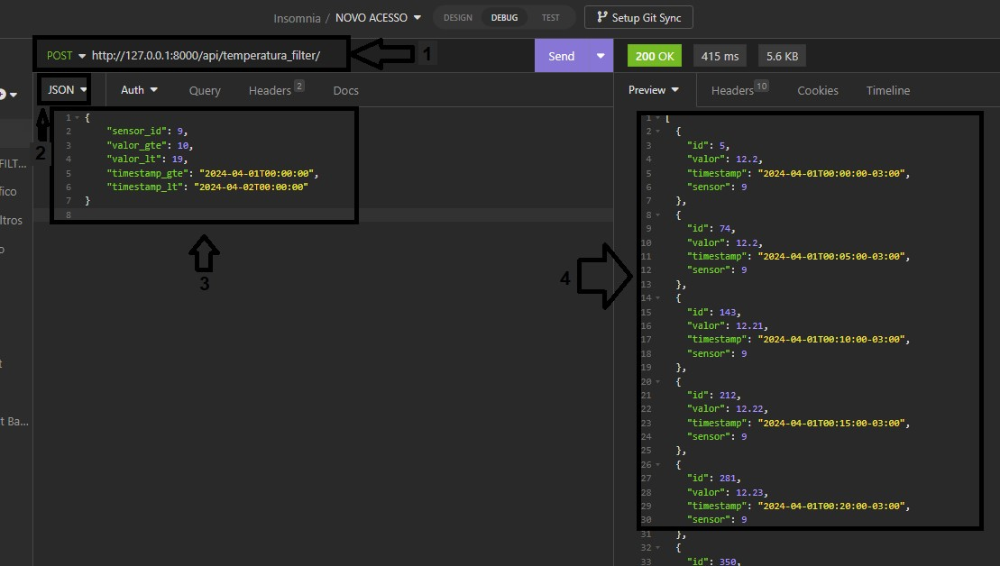 Insomnia / NOVO ACESSO
DESIGN DEBUG TEST
Setup Git Sync
POST http://127.0.0.1:8000/api/temperatura_filter/
1
Send
200 OK
415 ms
5.6 KB
JSON
Auth
Query
Headers 2
Docs
Preview
Headers 10
Cookies
Timeline
2
FILT...
fico
ltros
o
t
t Ba...
1 {
2 "sensor_id": 9,
3 "valor_gte": 10,
4 "valor_lt": 19,
5 "timestamp_gte": "2024-04-01T00:00:00",
6 "timestamp_lt": "2024-04-02T00:00:00"
7 }
8
3
4
1 [
2 {
3 "id": 5,
4 "valor": 12.2,
5 "timestamp": "2024-04-01T00:00:00-03:00",
6 "sensor": 9
7 },
8 {
9 "id": 74,
10 "valor": 12.2,
11 "timestamp": "2024-04-01T00:05:00-03:00",
12 "sensor": 9
13 },
14 {
15 "id": 143,
16 "valor": 12.21,
17 "timestamp": "2024-04-01T00:10:00-03:00",
18 "sensor": 9
19 },
20 {
21 "id": 212,
22 "valor": 12.22,
23 "timestamp": "2024-04-01T00:15:00-03:00",
24 "sensor": 9
25 },
26 {
27 "id": 281,
28 "valor": 12.23,
29 "timestamp": "2024-04-01T00:20:00-03:00",
30 "sensor": 9
31 },
32 {
33 "id": 350,